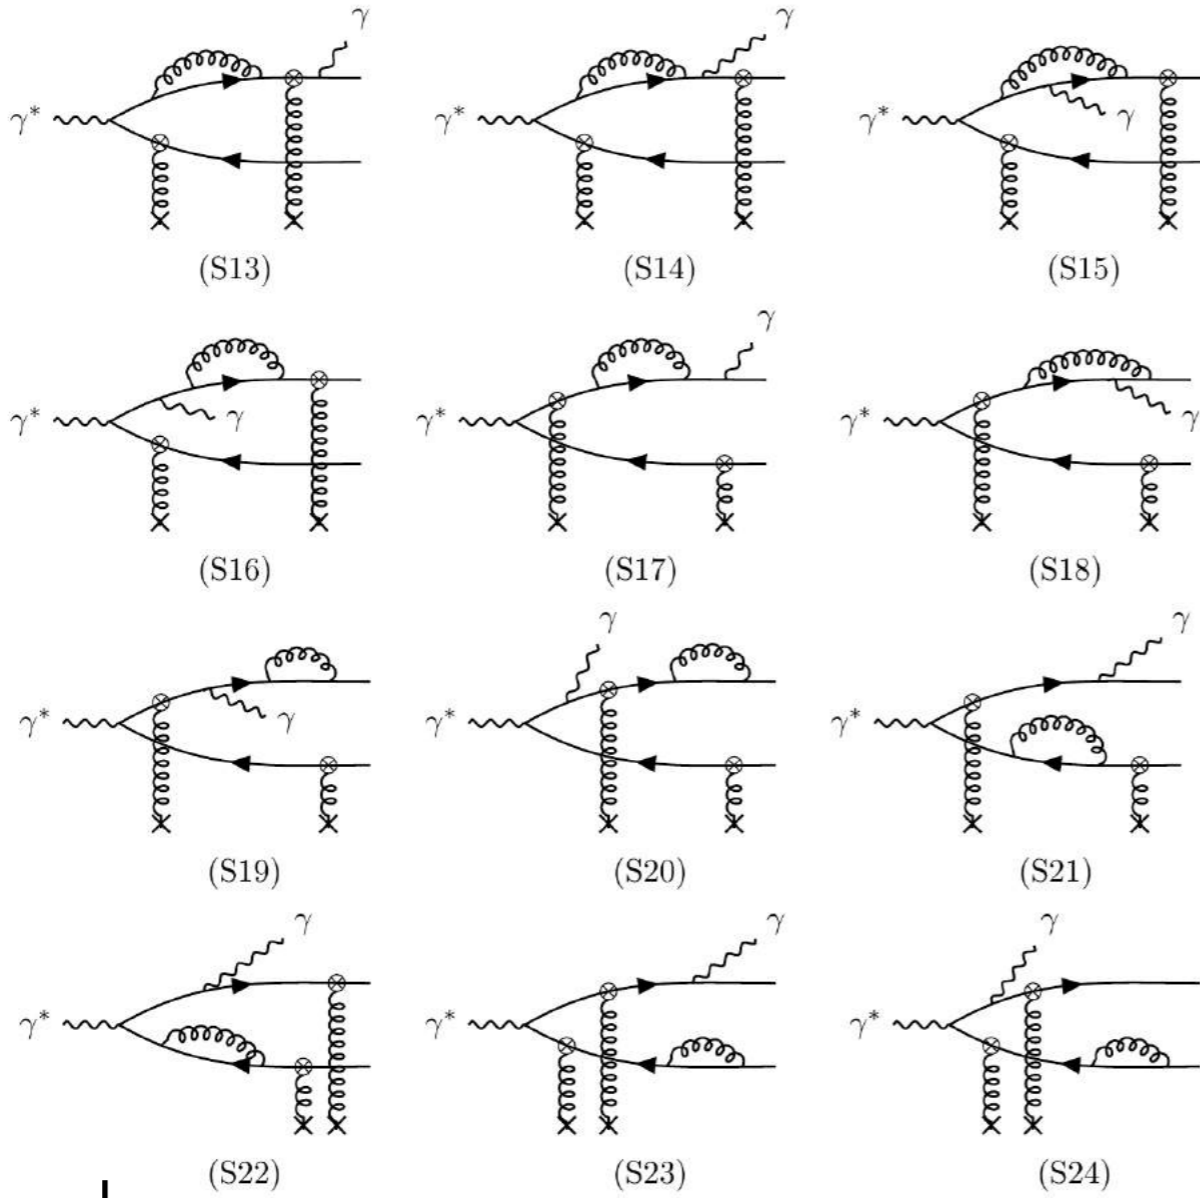 γ
γ
γ* γ* γ* γ
(S13) (S14) (S15)
γ
γ* γ γ* γ* γ
(S16) (S17) (S18)
γ γ
γ* γ γ* γ*
(S19) (S20) (S21)
γ γ γ
γ* γ* γ*
(S22) (S23) (S24)